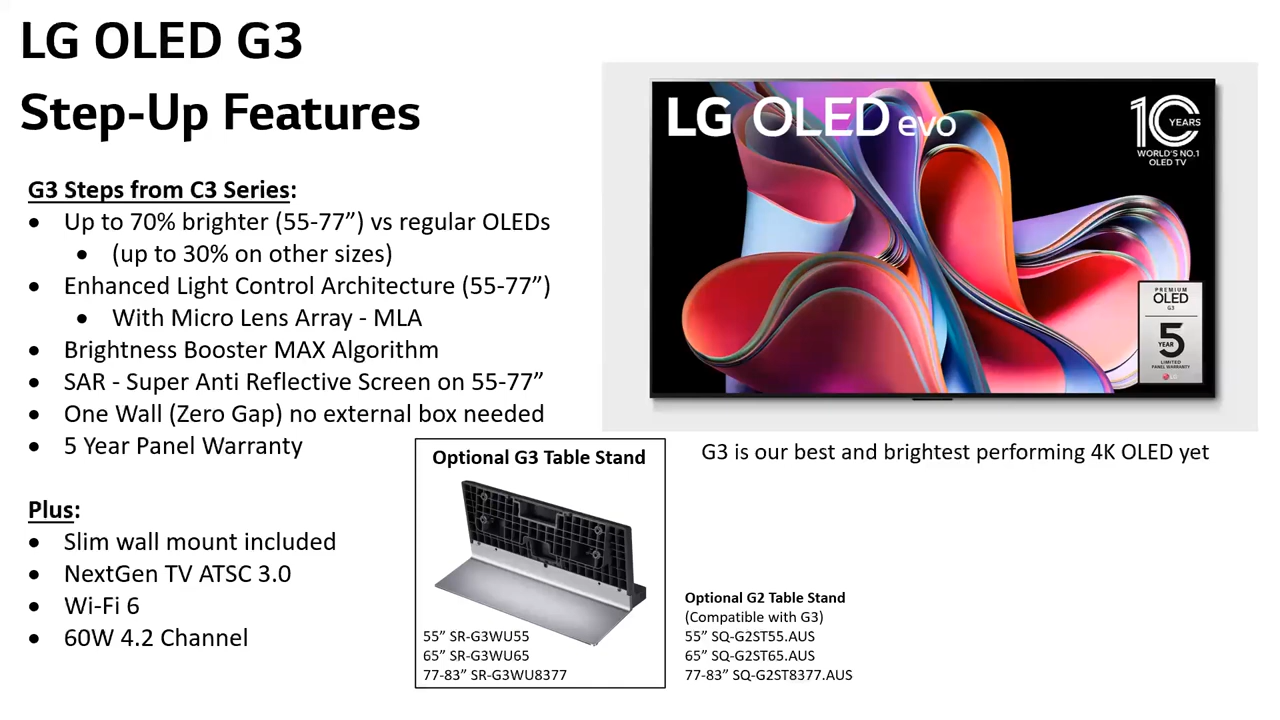 LG OLED G3
Step-Up Features
G3 Steps from C3 Series:
• Up to 70% brighter (55-77”) vs regular OLEDs
• (up to 30% on other sizes)
• Enhanced Light Control Architecture (55-77”)
• With Micro Lens Array - MLA
• Brightness Booster MAX Algorithm
• SAR - Super Anti Reflective Screen on 55-77”
• One Wall (Zero Gap) no external box needed
• 5 Year Panel Warranty
Plus:
• Slim wall mount included
• NextGen TV ATSC 3.0
• Wi-Fi 6
• 60W 4.2 Channel
Optional G3 Table Stand
55” SR-G3WU55
65” SR-G3WU65
77-83” SR-G3WU8377
LG OLED evo
10 YEARS
WORLD'S NO.1
OLED TV
PREMIUM
OLED
G3
5
YEAR
LIMITED
PANEL WARRANTY
G3 is our best and brightest performing 4K OLED yet
Optional G2 Table Stand
(Compatible with G3)
55” SQ-G2ST55.AUS
65” SQ-G2ST65.AUS
77-83” SQ-G2ST8377.AUS